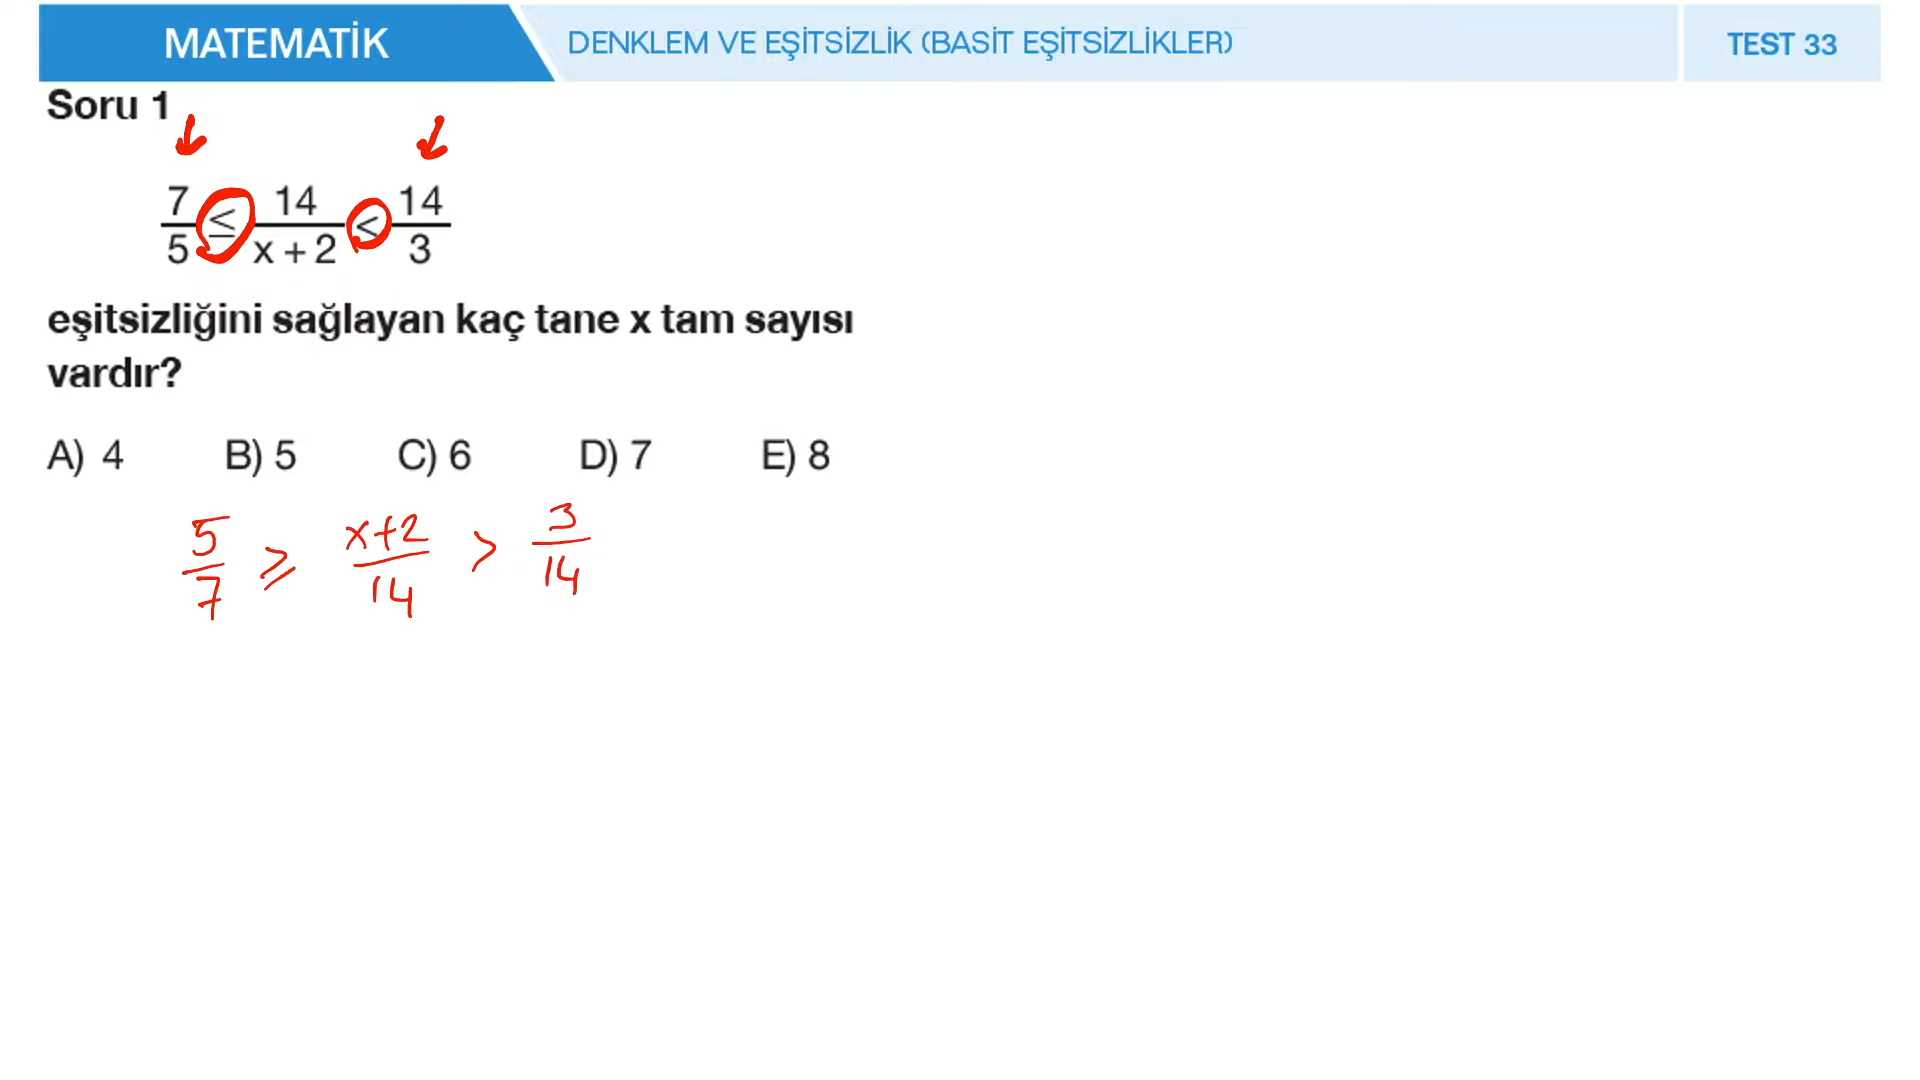 MATEMATİK DENKLEM VE EŞİTSİZLİK (BASİT EŞİTSİZLİKLER) TEST 33
Soru 1
7/5 ≤ 14/(x + 2) < 14/3
eşitsizliğini sağlayan kaç tane x tam sayısı
vardır?
A) 4 B) 5 C) 6 D) 7 E) 8
5/7 ≥ (x+2)/14 > 3/14